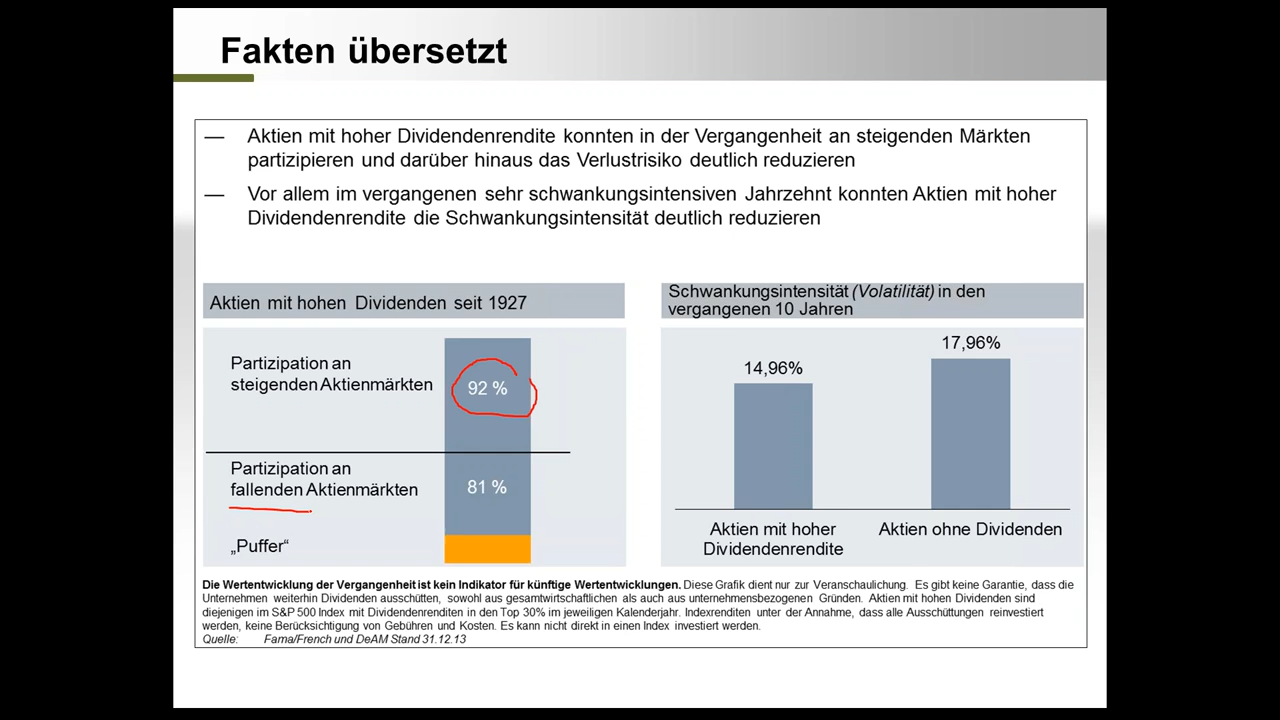 Fakten übersetzt
— Aktien mit hoher Dividendenrendite konnten in der Vergangenheit an steigenden Märkten
partizipieren und darüber hinaus das Verlustrisiko deutlich reduzieren
— Vor allem im vergangenen sehr schwankungsintensiven Jahrzehnt konnten Aktien mit hoher
Dividendenrendite die Schwankungsintensität deutlich reduzieren
Aktien mit hohen Dividenden seit 1927
Partizipation an
steigenden Aktienmärkten
92 %
Partizipation an
fallenden Aktienmärkten
81 %
„Puffer“
Schwankungsintensität (Volatilität) in den
vergangenen 10 Jahren
14,96%
17,96%
Aktien mit hoher
Dividendenrendite
Aktien ohne Dividenden
Die Wertentwicklung der Vergangenheit ist kein Indikator für künftige Wertentwicklungen. Diese Grafik dient nur zur Veranschaulichung. Es gibt keine Garantie, dass die
Unternehmen weiterhin Dividenden ausschütten, sowohl aus gesamtwirtschaftlichen als auch aus unternehmensbezogenen Gründen. Aktien mit hohen Dividenden sind
diejenigen im S&P 500 Index mit Dividendenrenditen in den Top 30% im jeweiligen Kalenderjahr. Indexrenditen unter der Annahme, dass alle Ausschüttungen reinvestiert
werden, keine Berücksichtigung von Gebühren und Kosten. Es kann nicht direkt in einen Index investiert werden.
Quelle: Fama/French und DeAM Stand 31.12.13